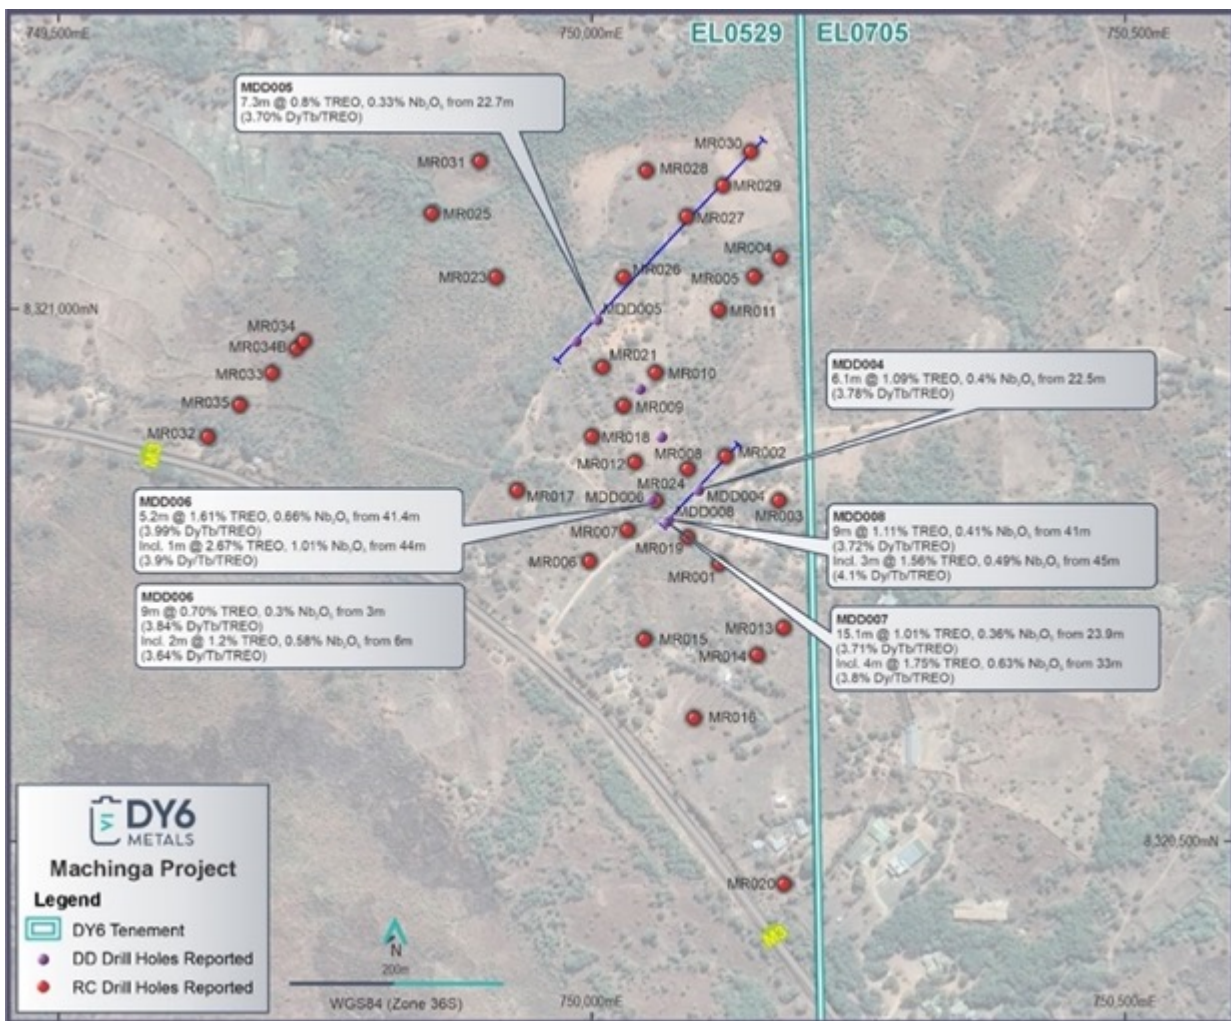 749,500mE
750,000mE
EL0529
EL0705
750,500mE
MDD005
7.3m @ 0.8% TREO, 0.33% Nb₂O₅ from 22.7m
(3.70% DyTb/TREO)
MR030
MR031
MR028
MR029
MR025
MR027
MR004
MR023
MR026
MR005
8,321,000mN
MDD005
MR011
MR034
MR034B
MR021
MDD004
6.1m @ 1.09% TREO, 0.4% Nb₂O₅ from 22.5m
(3.78% DyTb/TREO)
MR033
MR010
MR035
MR009
MR032
MR018
MR008
MR002
MR012
MR024
MR017
MDD006
MDD004
MR003
MDD008
MDD006
5.2m @ 1.61% TREO, 0.66% Nb₂O₅ from 41.4m
(3.99% DyTb/TREO)
Incl. 1m @ 2.67% TREO, 1.01% Nb₂O₅ from 44m
(3.9% Dy/Tb/TREO)
MDD008
9m @ 1.11% TREO, 0.41% Nb₂O₅ from 41m
(3.72% DyTb/TREO)
Incl. 3m @ 1.56% TREO, 0.49% Nb₂O₅ from 45m
(4.1% Dy/Tb/TREO)
MR007
MR019
MR006
MR001
MDD006
9m @ 0.70% TREO, 0.3% Nb₂O₅ from 3m
(3.84% DyTb/TREO)
Incl. 2m @ 1.2% TREO, 0.58% Nb₂O₅ from 6m
(3.64% Dy/Tb/TREO)
MDD007
15.1m @ 1.01% TREO, 0.36% Nb₂O₅ from 23.9m
(3.71% DyTb/TREO)
Incl. 4m @ 1.75% TREO, 0.63% Nb₂O₅ from 33m
(3.8% Dy/Tb/TREO)
MR013
MR015
MR014
MR016
8,320,500mN
MR020
DY6
METALS
Machinga Project
Legend
DY6 Tenement
DD Drill Holes Reported
RC Drill Holes Reported
N
200m
WGS84 (Zone 36S)
750,000mE
750,500mE